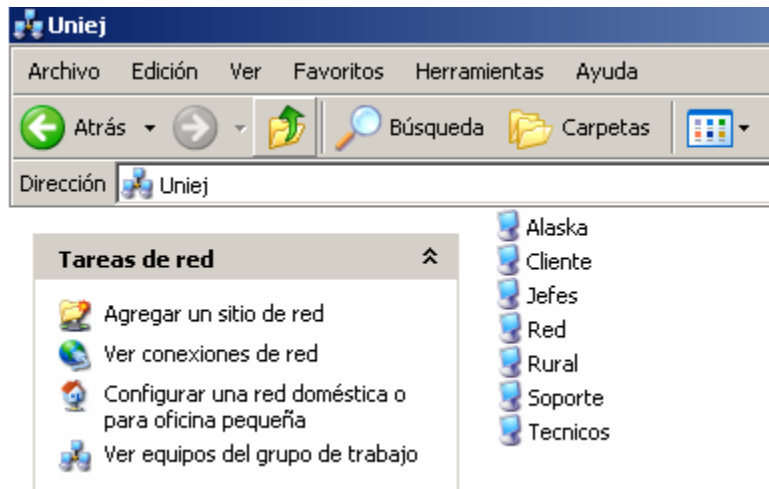 Uniej
Archivo Edición Ver Favoritos Herramientas Ayuda
Atrás Búsqueda Carpetas
Dirección Uniej
Tareas de red
Agregar un sitio de red
Ver conexiones de red
Configurar una red doméstica o
para oficina pequeña
Ver equipos del grupo de trabajo
Alaska
Cliente
Jefes
Red
Rural
Soporte
Tecnicos